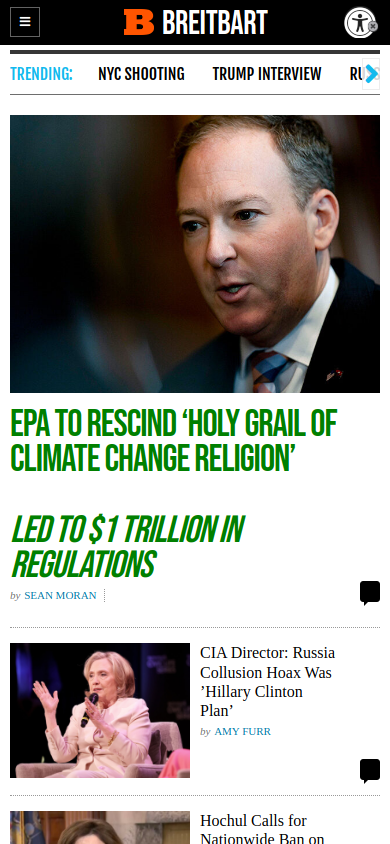 BREITBART
TRENDING: NYC SHOOTING TRUMP INTERVIEW
EPA TO RESCIND ‘HOLY GRAIL OF
CLIMATE CHANGE RELIGION’
LED TO $1 TRILLION IN
REGULATIONS
by SEAN MORAN
CIA Director: Russia
Collusion Hoax Was
’Hillary Clinton
Plan’
by AMY FURR
Hochul Calls for
Nationwide Ban on